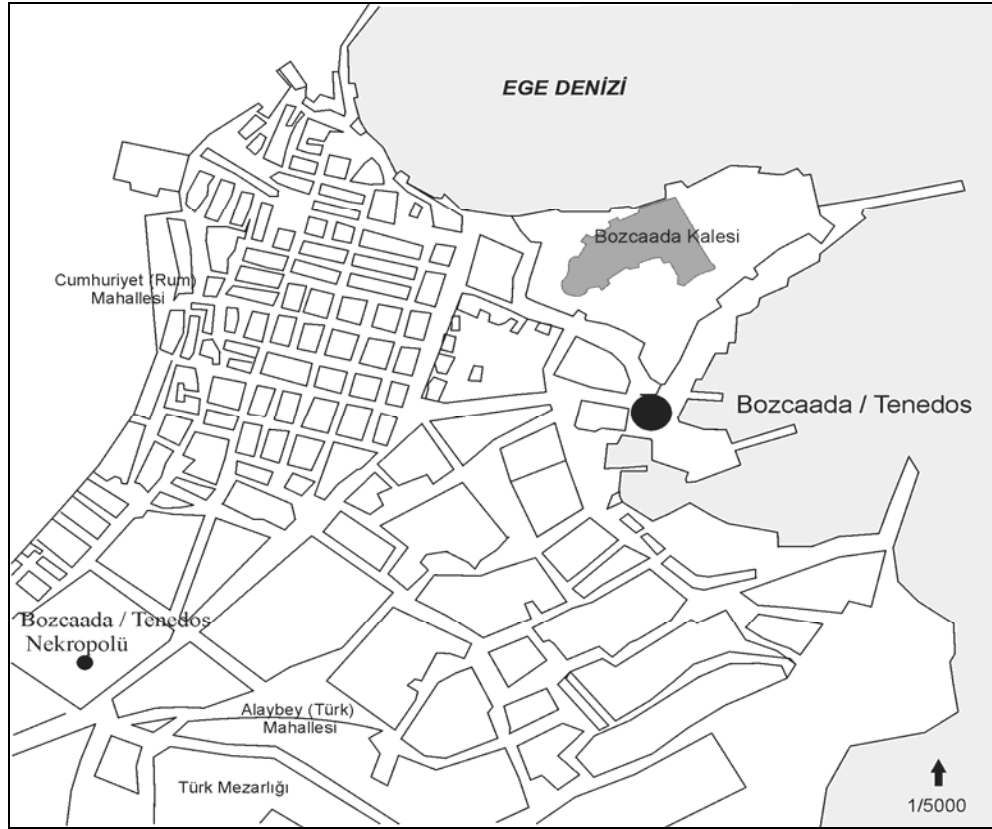 EGE DENİZİ
Bozcaada Kalesi
Cumhuriyet (Rum)
Mahallesi
Bozcaada / Tenedos
Bozcaada / Tenedos
Nekropolü
Alaybey (Türk)
Mahallesi
Türk Mezarlığı
1/5000